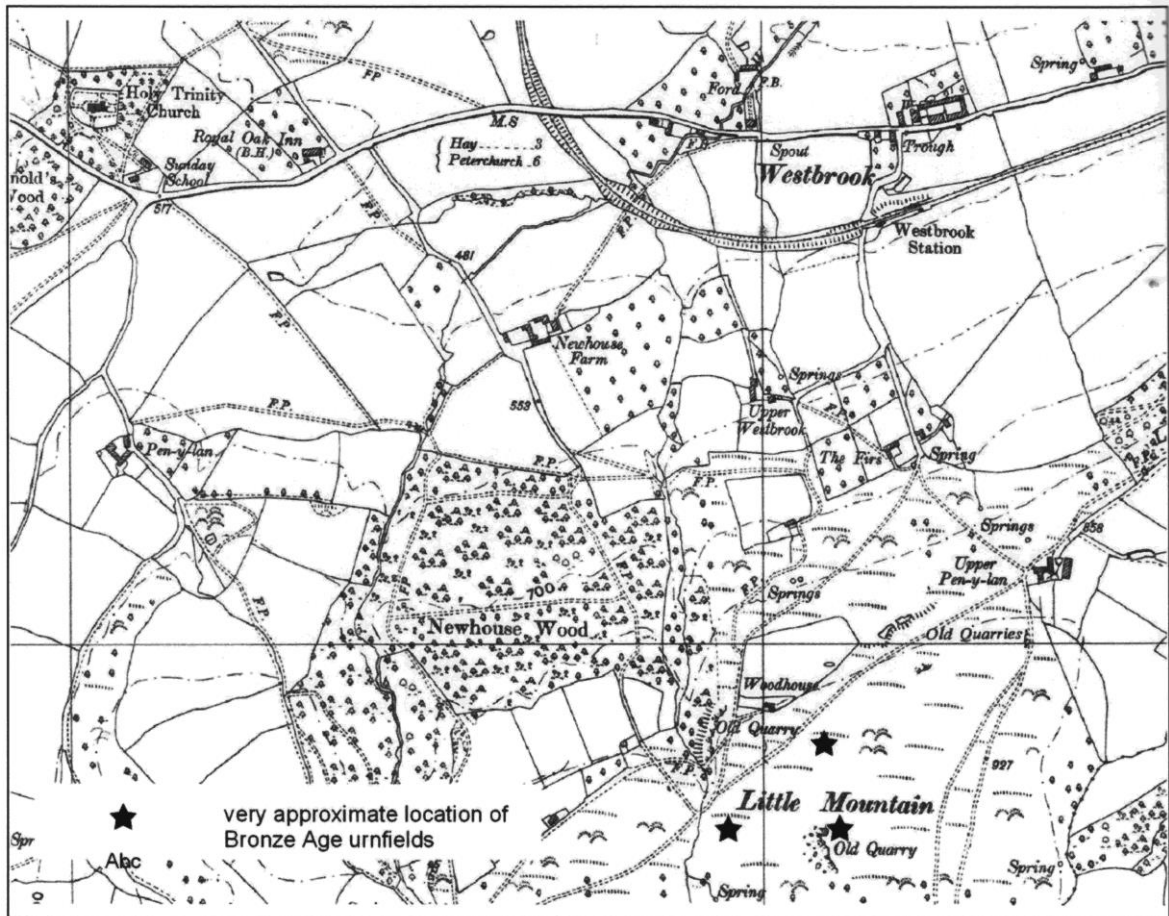 Spring
Holy Trinity
Church
F.P.
Ford
F.B.
Royal Oak Inn
(B.H.)
M.S
Hay ........ 3
Peterchurch . 6
F.B.
Spout
Trough
Westbrook
Sunday
School
nold's
Wood
517
F.P.
F.P.
Westbrook
Station
481
F.P.
Newhouse
Farm
Springs
553
F.P.
Upper
Westbrook
F.P.
Pen-y-lan
F.P.
The Firs
Spring
F.P.
Springs
858
Upper
Pen-y-lan
F.P.
F.P.
F.P.
Springs
700
Newhouse Wood
Old Quarries
Woodhouse
Old Quarry
F.P.
927
Little Mountain
very approximate location of
Bronze Age urnfields
Spr
Abc
Old Quarry
Spring
Spring
00